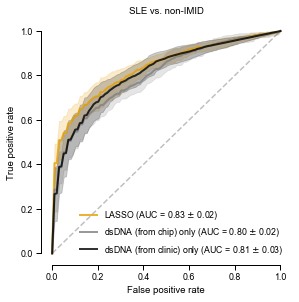 SLE vs. non-IMID
1.0
0.8
0.6
0.4
0.2
0.0
True positive rate
LASSO (AUC = 0.83 ± 0.02)
dsDNA (from chip) only (AUC = 0.80 ± 0.02)
dsDNA (from clinic) only (AUC = 0.81 ± 0.03)
0.0 0.2 0.4 0.6 0.8 1.0
False positive rate